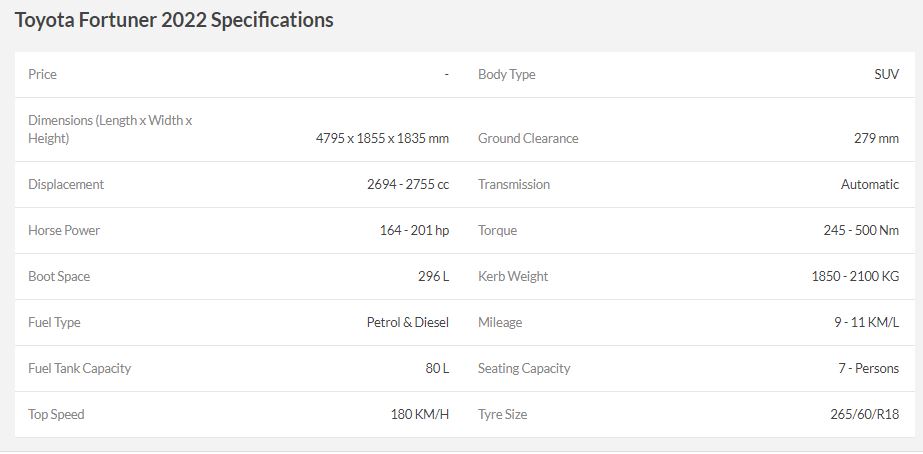 Toyota Fortuner 2022 Specifications
Price - Body Type SUV
Dimensions (Length x Width x
Height) 4795 x 1855 x 1835 mm Ground Clearance 279 mm
Displacement 2694 - 2755 cc Transmission Automatic
Horse Power 164 - 201 hp Torque 245 - 500 Nm
Boot Space 296 L Kerb Weight 1850 - 2100 KG
Fuel Type Petrol & Diesel Mileage 9 - 11 KM/L
Fuel Tank Capacity 80 L Seating Capacity 7 - Persons
Top Speed 180 KM/H Tyre Size 265/60/R18